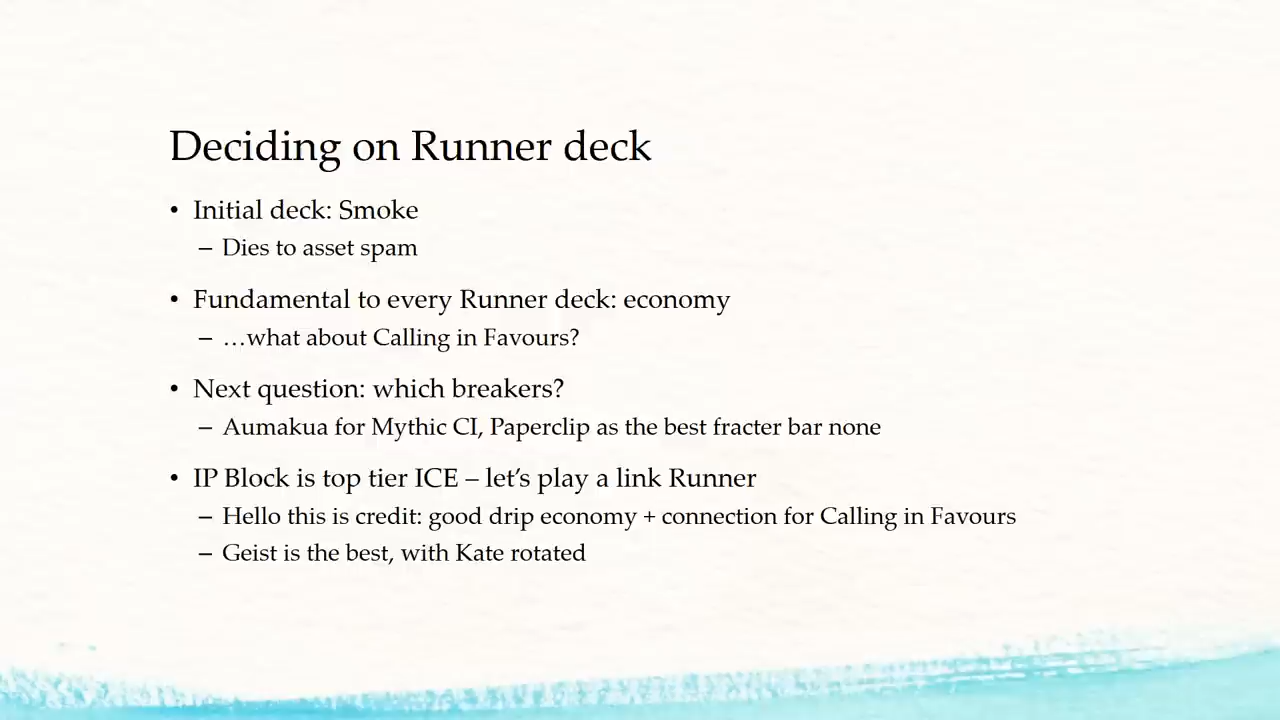 Deciding on Runner deck
• Initial deck: Smoke
– Dies to asset spam
• Fundamental to every Runner deck: economy
– …what about Calling in Favours?
• Next question: which breakers?
– Aumakua for Mythic CI, Paperclip as the best fracter bar none
• IP Block is top tier ICE – let’s play a link Runner
– Hello this is credit: good drip economy + connection for Calling in Favours
– Geist is the best, with Kate rotated